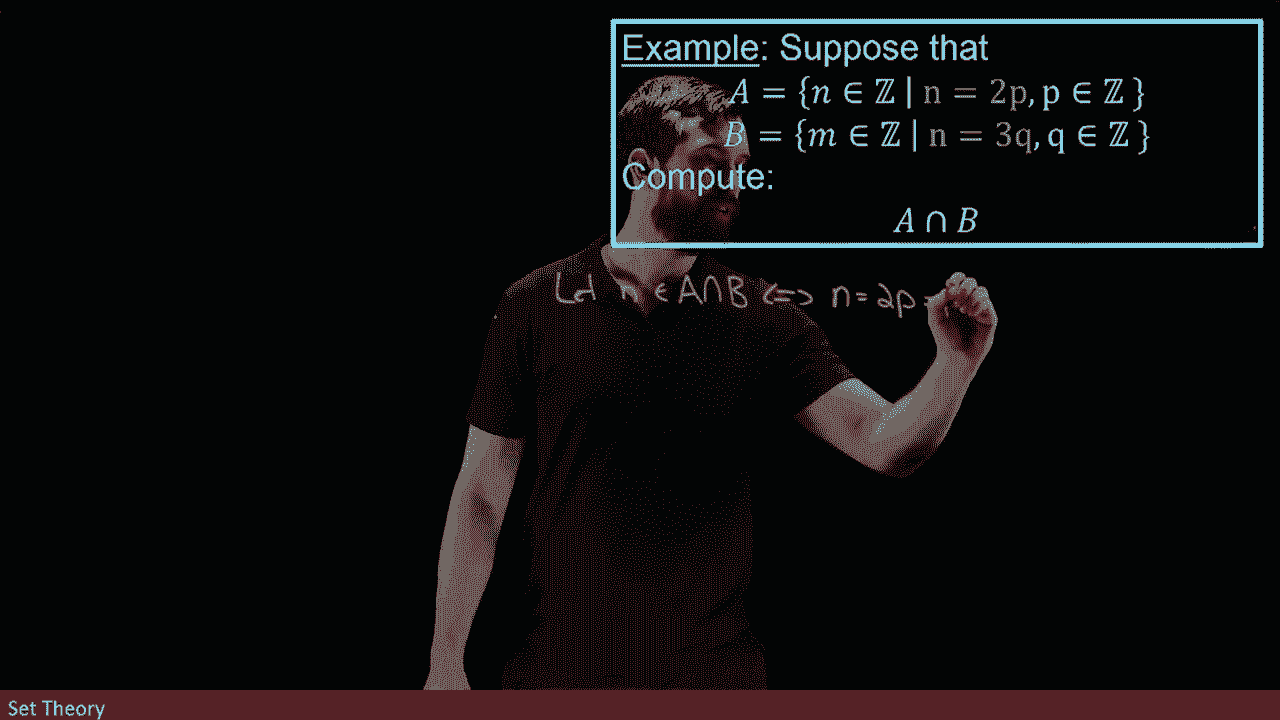 Example: Suppose that
A = {n ∈ ℤ | n = 2p, p ∈ ℤ }
B = {m ∈ ℤ | n = 3q, q ∈ ℤ }
Compute:
A ∩ B
Let n ∈ A∩B <=> n = 2p =
Set Theory